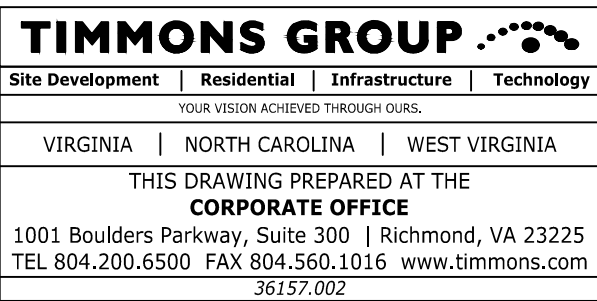 TIMMONS GROUP
Site Development | Residential | Infrastructure | Technology
YOUR VISION ACHIEVED THROUGH OURS.
VIRGINIA | NORTH CAROLINA | WEST VIRGINIA
THIS DRAWING PREPARED AT THE
CORPORATE OFFICE
1001 Boulders Parkway, Suite 300 | Richmond, VA 23225
TEL 804.200.6500 FAX 804.560.1016 www.timmons.com
36157.002